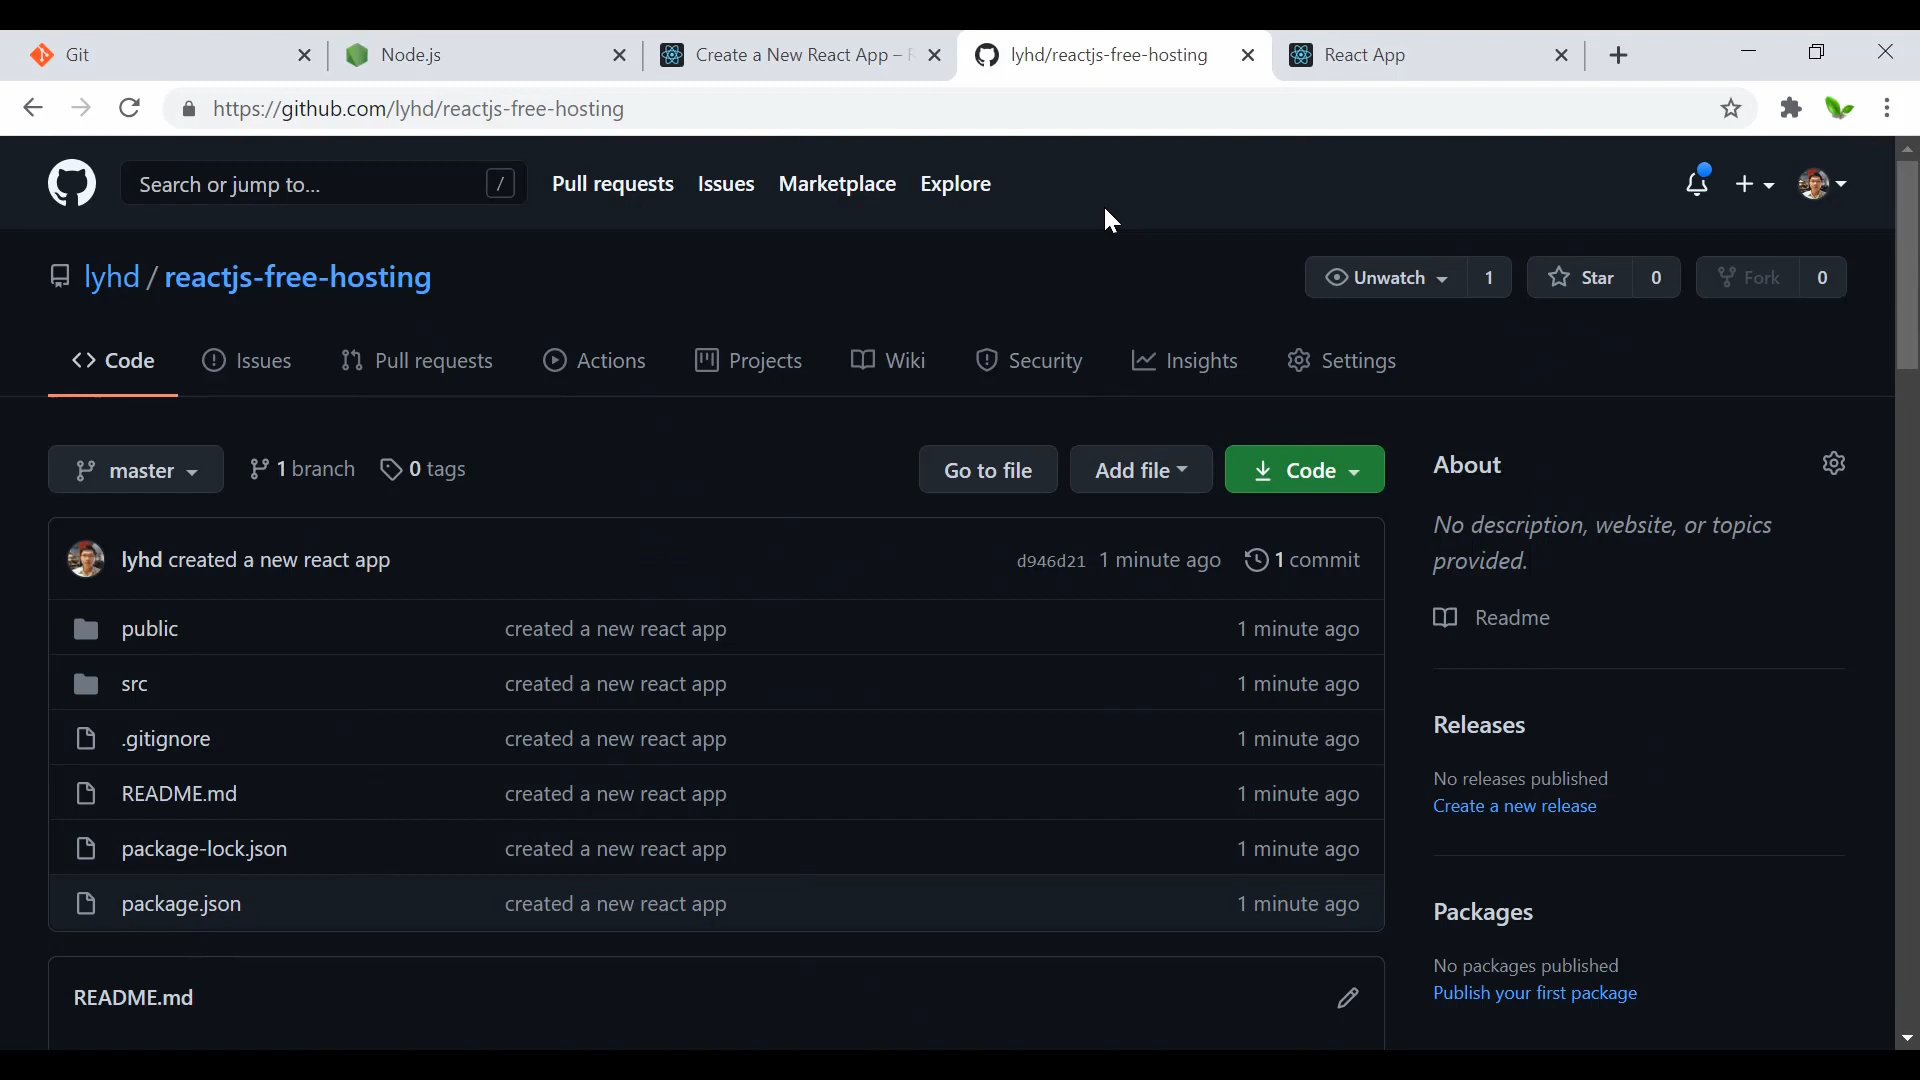 Git
Node.js
Create a New React App –
lyhd/reactjs-free-hosting
React App
https://github.com/lyhd/reactjs-free-hosting
Search or jump to...
/
Pull requests
Issues
Marketplace
Explore
lyhd / reactjs-free-hosting
Unwatch
1
Star
0
Fork
0
Code
Issues
Pull requests
Actions
Projects
Wiki
Security
Insights
Settings
master
1 branch
0 tags
Go to file
Add file
Code
About
No description, website, or topics
provided.
Readme
lyhd created a new react app
d946d21 1 minute ago
1 commit
public
created a new react app
1 minute ago
src
created a new react app
1 minute ago
.gitignore
created a new react app
1 minute ago
README.md
created a new react app
1 minute ago
package-lock.json
created a new react app
1 minute ago
package.json
created a new react app
1 minute ago
Releases
No releases published
Create a new release
Packages
No packages published
Publish your first package
README.md